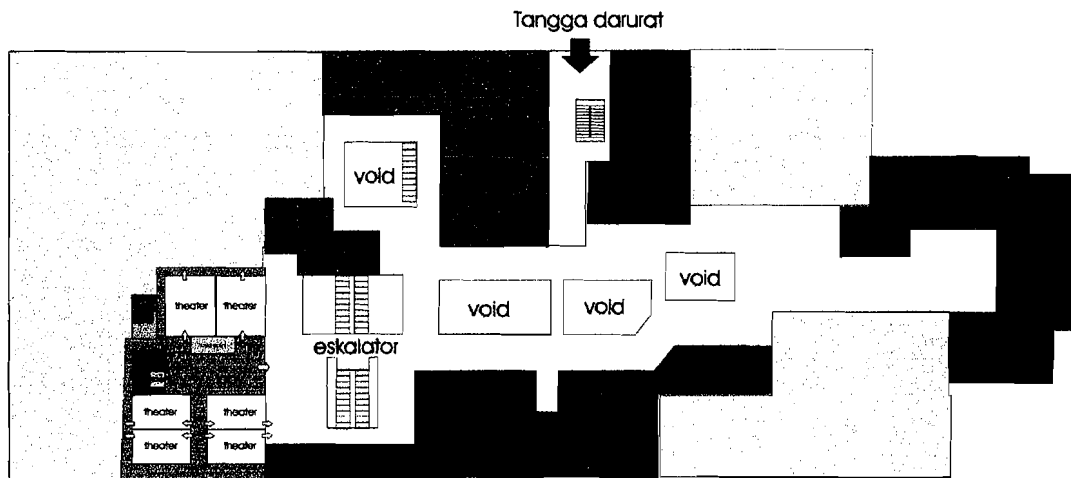 Tangga darurat
void
void
void
void
theater
theater
eskalator
theater
theater
theater
theater